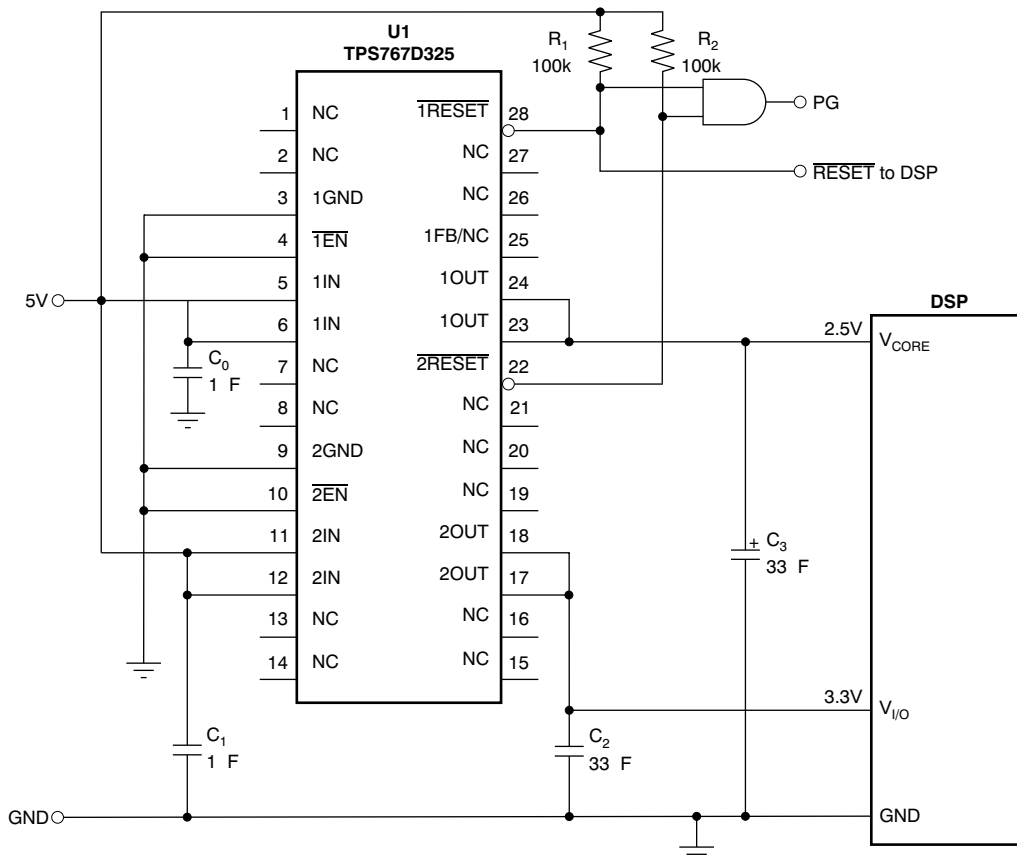 U1
TPS767D325
R1
100k
R2
100k
PG
RESET to DSP
1 NC
2 NC
3 1GND
4 1EN
5 1IN
6 1IN
7 NC
8 NC
9 2GND
10 2EN
11 2IN
12 2IN
13 NC
14 NC
1RESET 28
NC 27
NC 26
1FB/NC 25
1OUT 24
1OUT 23
2RESET 22
NC 21
NC 20
NC 19
2OUT 18
2OUT 17
NC 16
NC 15
5V
C0
1 F
C1
1 F
GND
C2
33 F
+ C3
33 F
DSP
2.5V VCORE
3.3V VI/O
GND